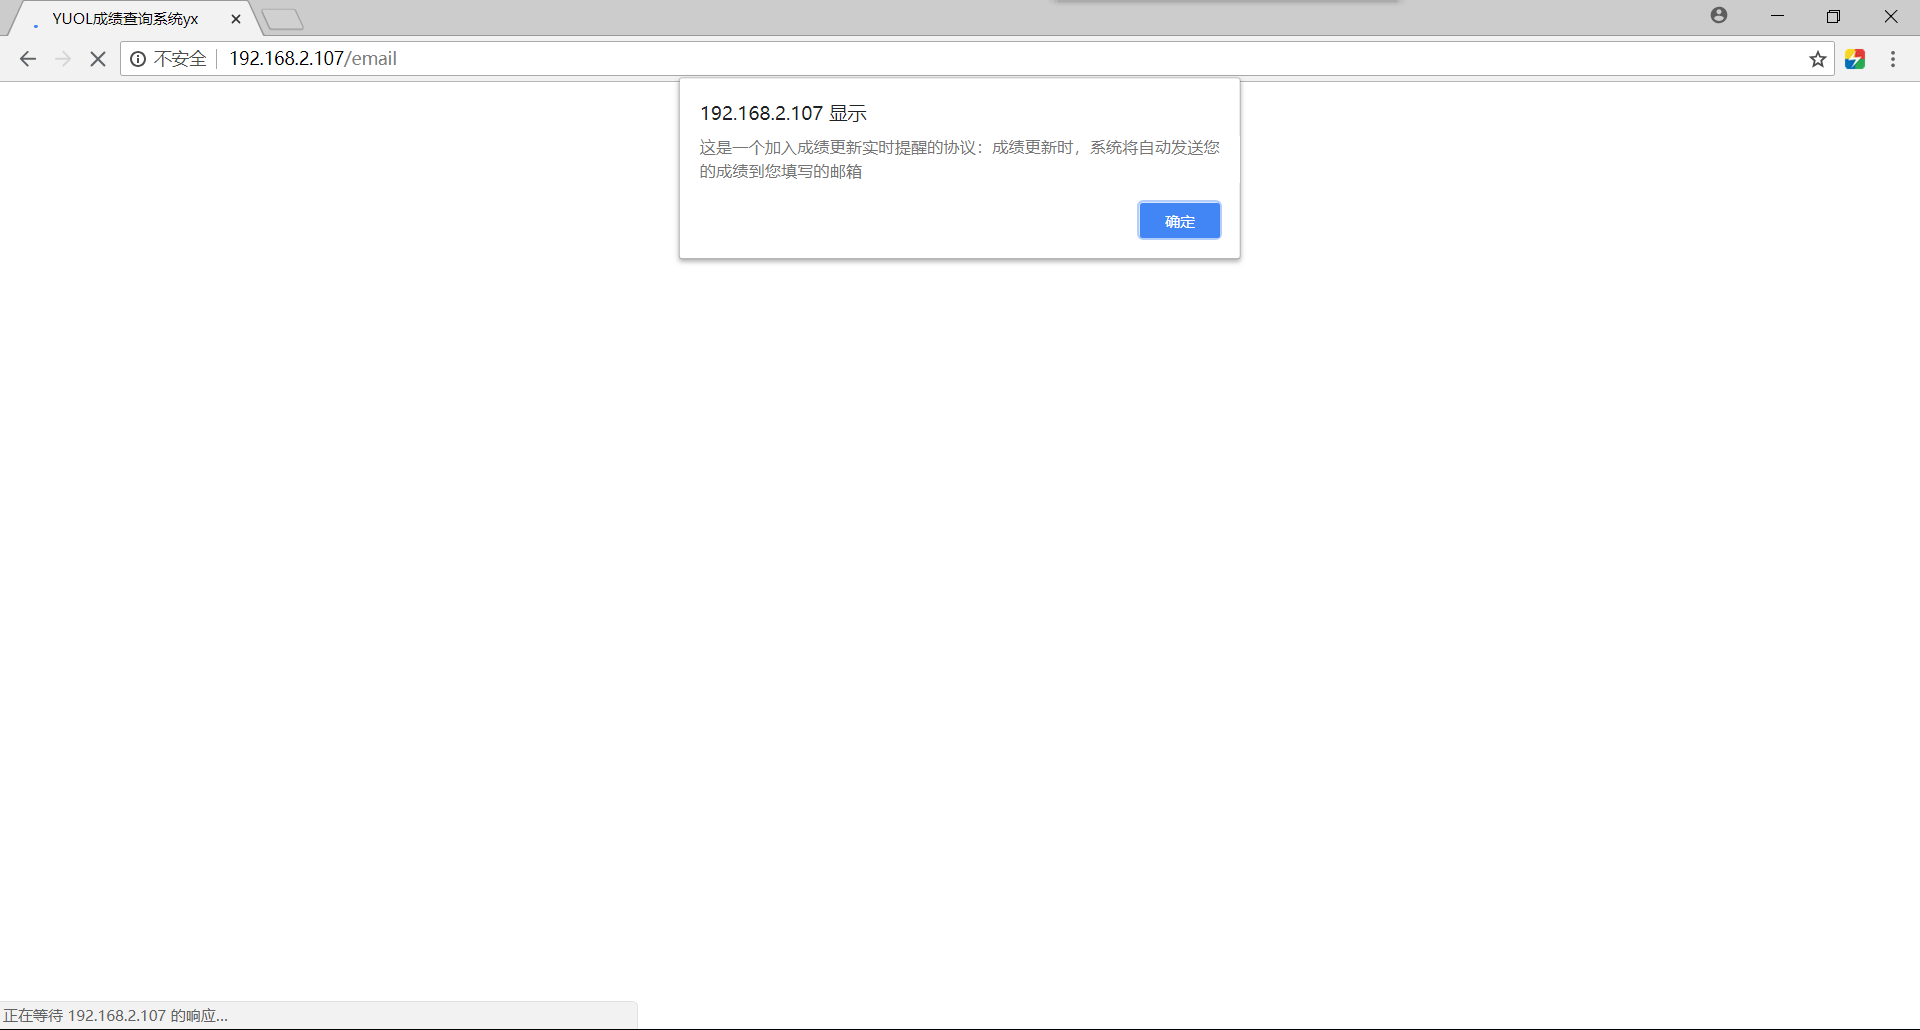 YUOL成绩查询系统yx
不安全 192.168.2.107/email
192.168.2.107 显示
这是一个加入成绩更新实时提醒的协议：成绩更新时，系统将自动发送您
的成绩到您填写的邮箱
确定
正在等待 192.168.2.107 的响应...